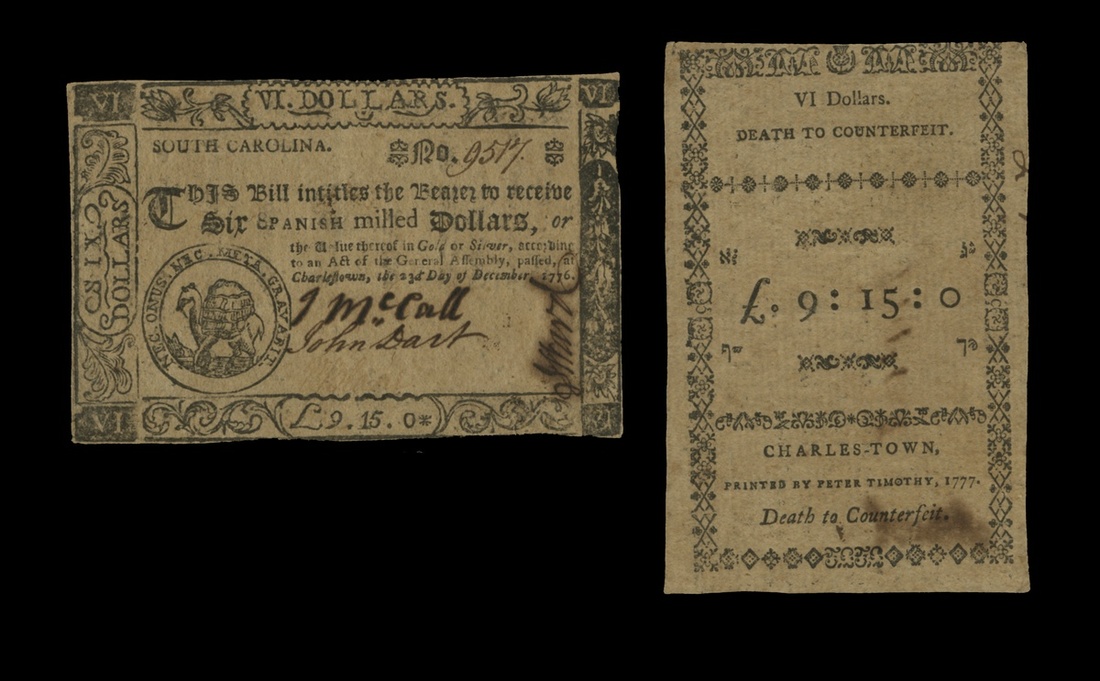 VI
VI. DOLLARS.
VI
SOUTH CAROLINA.
No. 9517.
THIS Bill intitles the Bearer to receive
Six SPANISH milled Dollars, or
the Value thereof in Gold or Silver, according
to an Act of the General Assembly, passed, at
Charlestown, the 23d Day of December, 1776.
SIX
DOLLARS
NEC. ONUS. NEC. META. GRAVABIT.
J McCall
John Dart
VI
£9.15.0*
VI
VI Dollars.
DEATH TO COUNTERFEIT.
£. 9 : 15 : 0
CHARLES-TOWN,
PRINTED BY PETER TIMOTHY, 1777.
Death to Counterfeit.